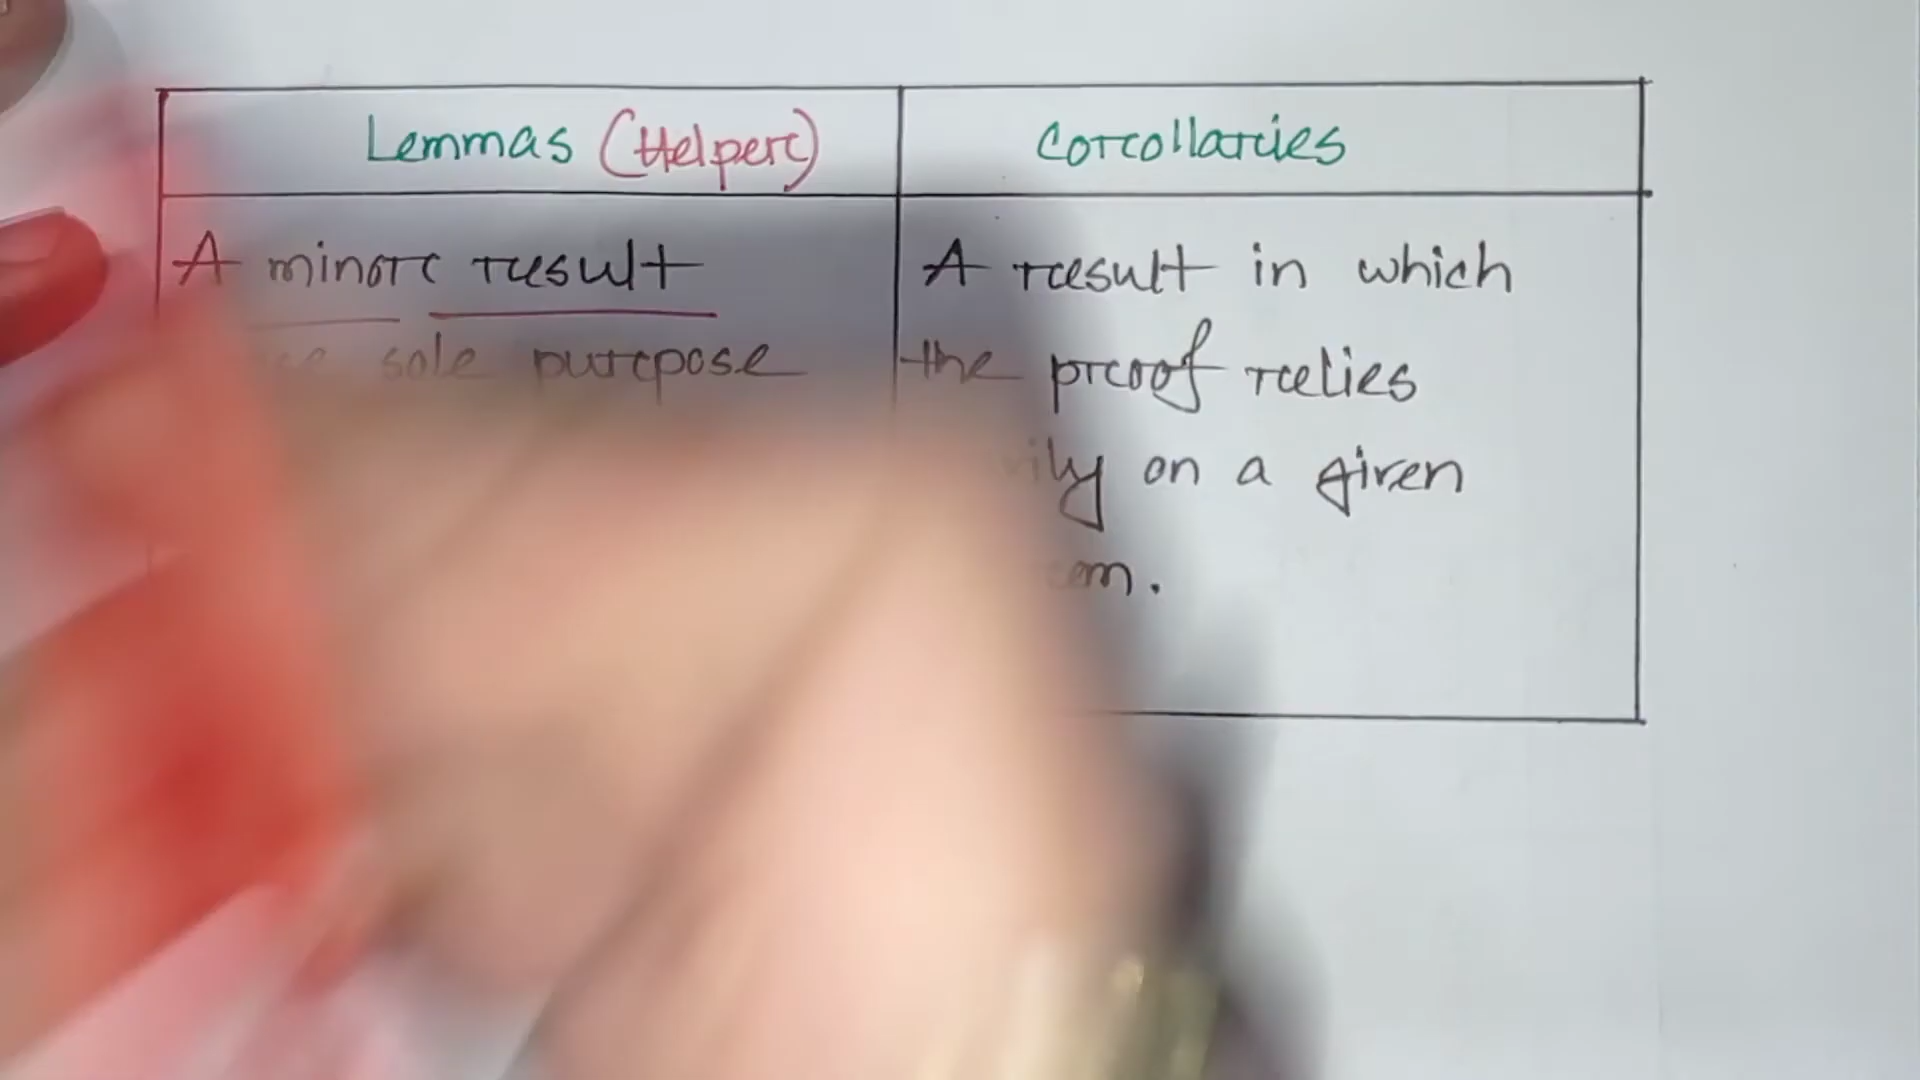 Lemmas (Helper)
Corollaries
A minor result
sole purpose
A result in which
the proof relies
on a given